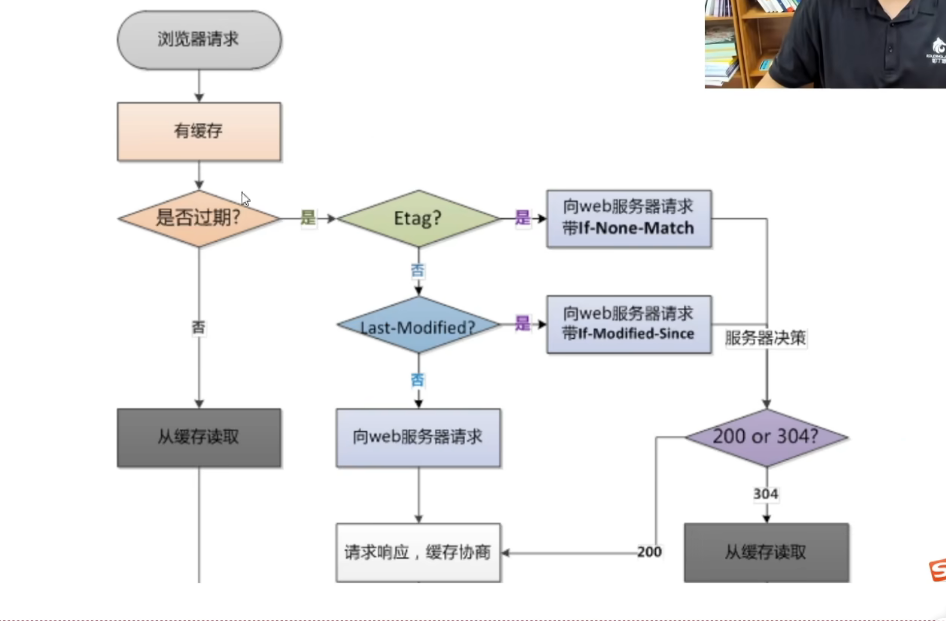 浏览器请求
有缓存
是否过期?
是
Etag?
是
向web服务器请求
带If-None-Match
否
否
Last-Modified?
是
向web服务器请求
带If-Modified-Since
服务器决策
否
从缓存读取
向web服务器请求
200 or 304?
304
请求响应，缓存协商
200
从缓存读取